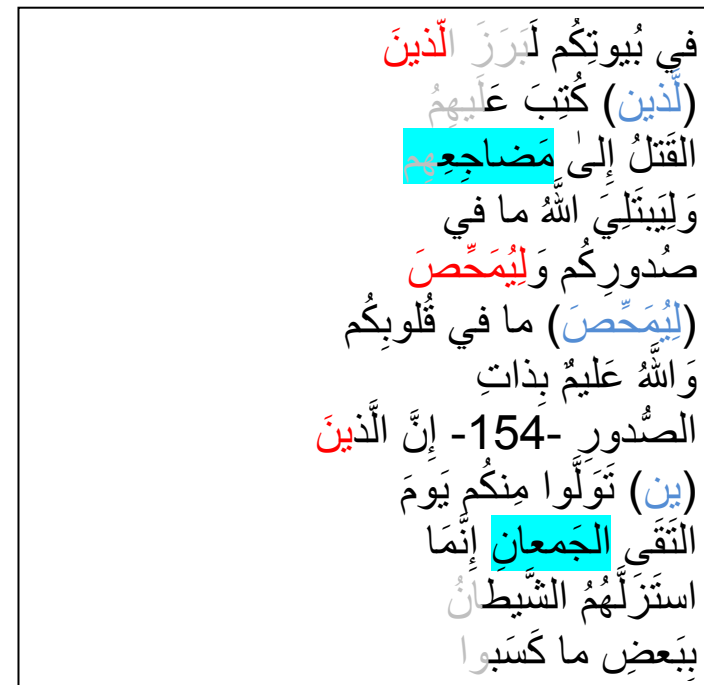 في بُيوتِكُم لَبَرَزَ الَّذينَ
(لَّذين) كُتِبَ عَلَيهِمُ
القَتلُ إِلىٰ مَضاجِعِهِم
وَلِيَبتَلِيَ اللَّهُ ما في
صُدورِكُم وَلِيُمَحِّصَ
(لِيُمَحِّصَ) ما في قُلوبِكُم
وَاللَّهُ عَليمٌ بِذاتِ
الصُّدورِ -154- إِنَّ الَّذينَ
(ين) تَوَلَّوا مِنكُم يَومَ
التَقَى الجَمعانِ إِنَّمَا
استَزَلَّهُمُ الشَّيطانُ
بِبَعضِ ما كَسَبوا